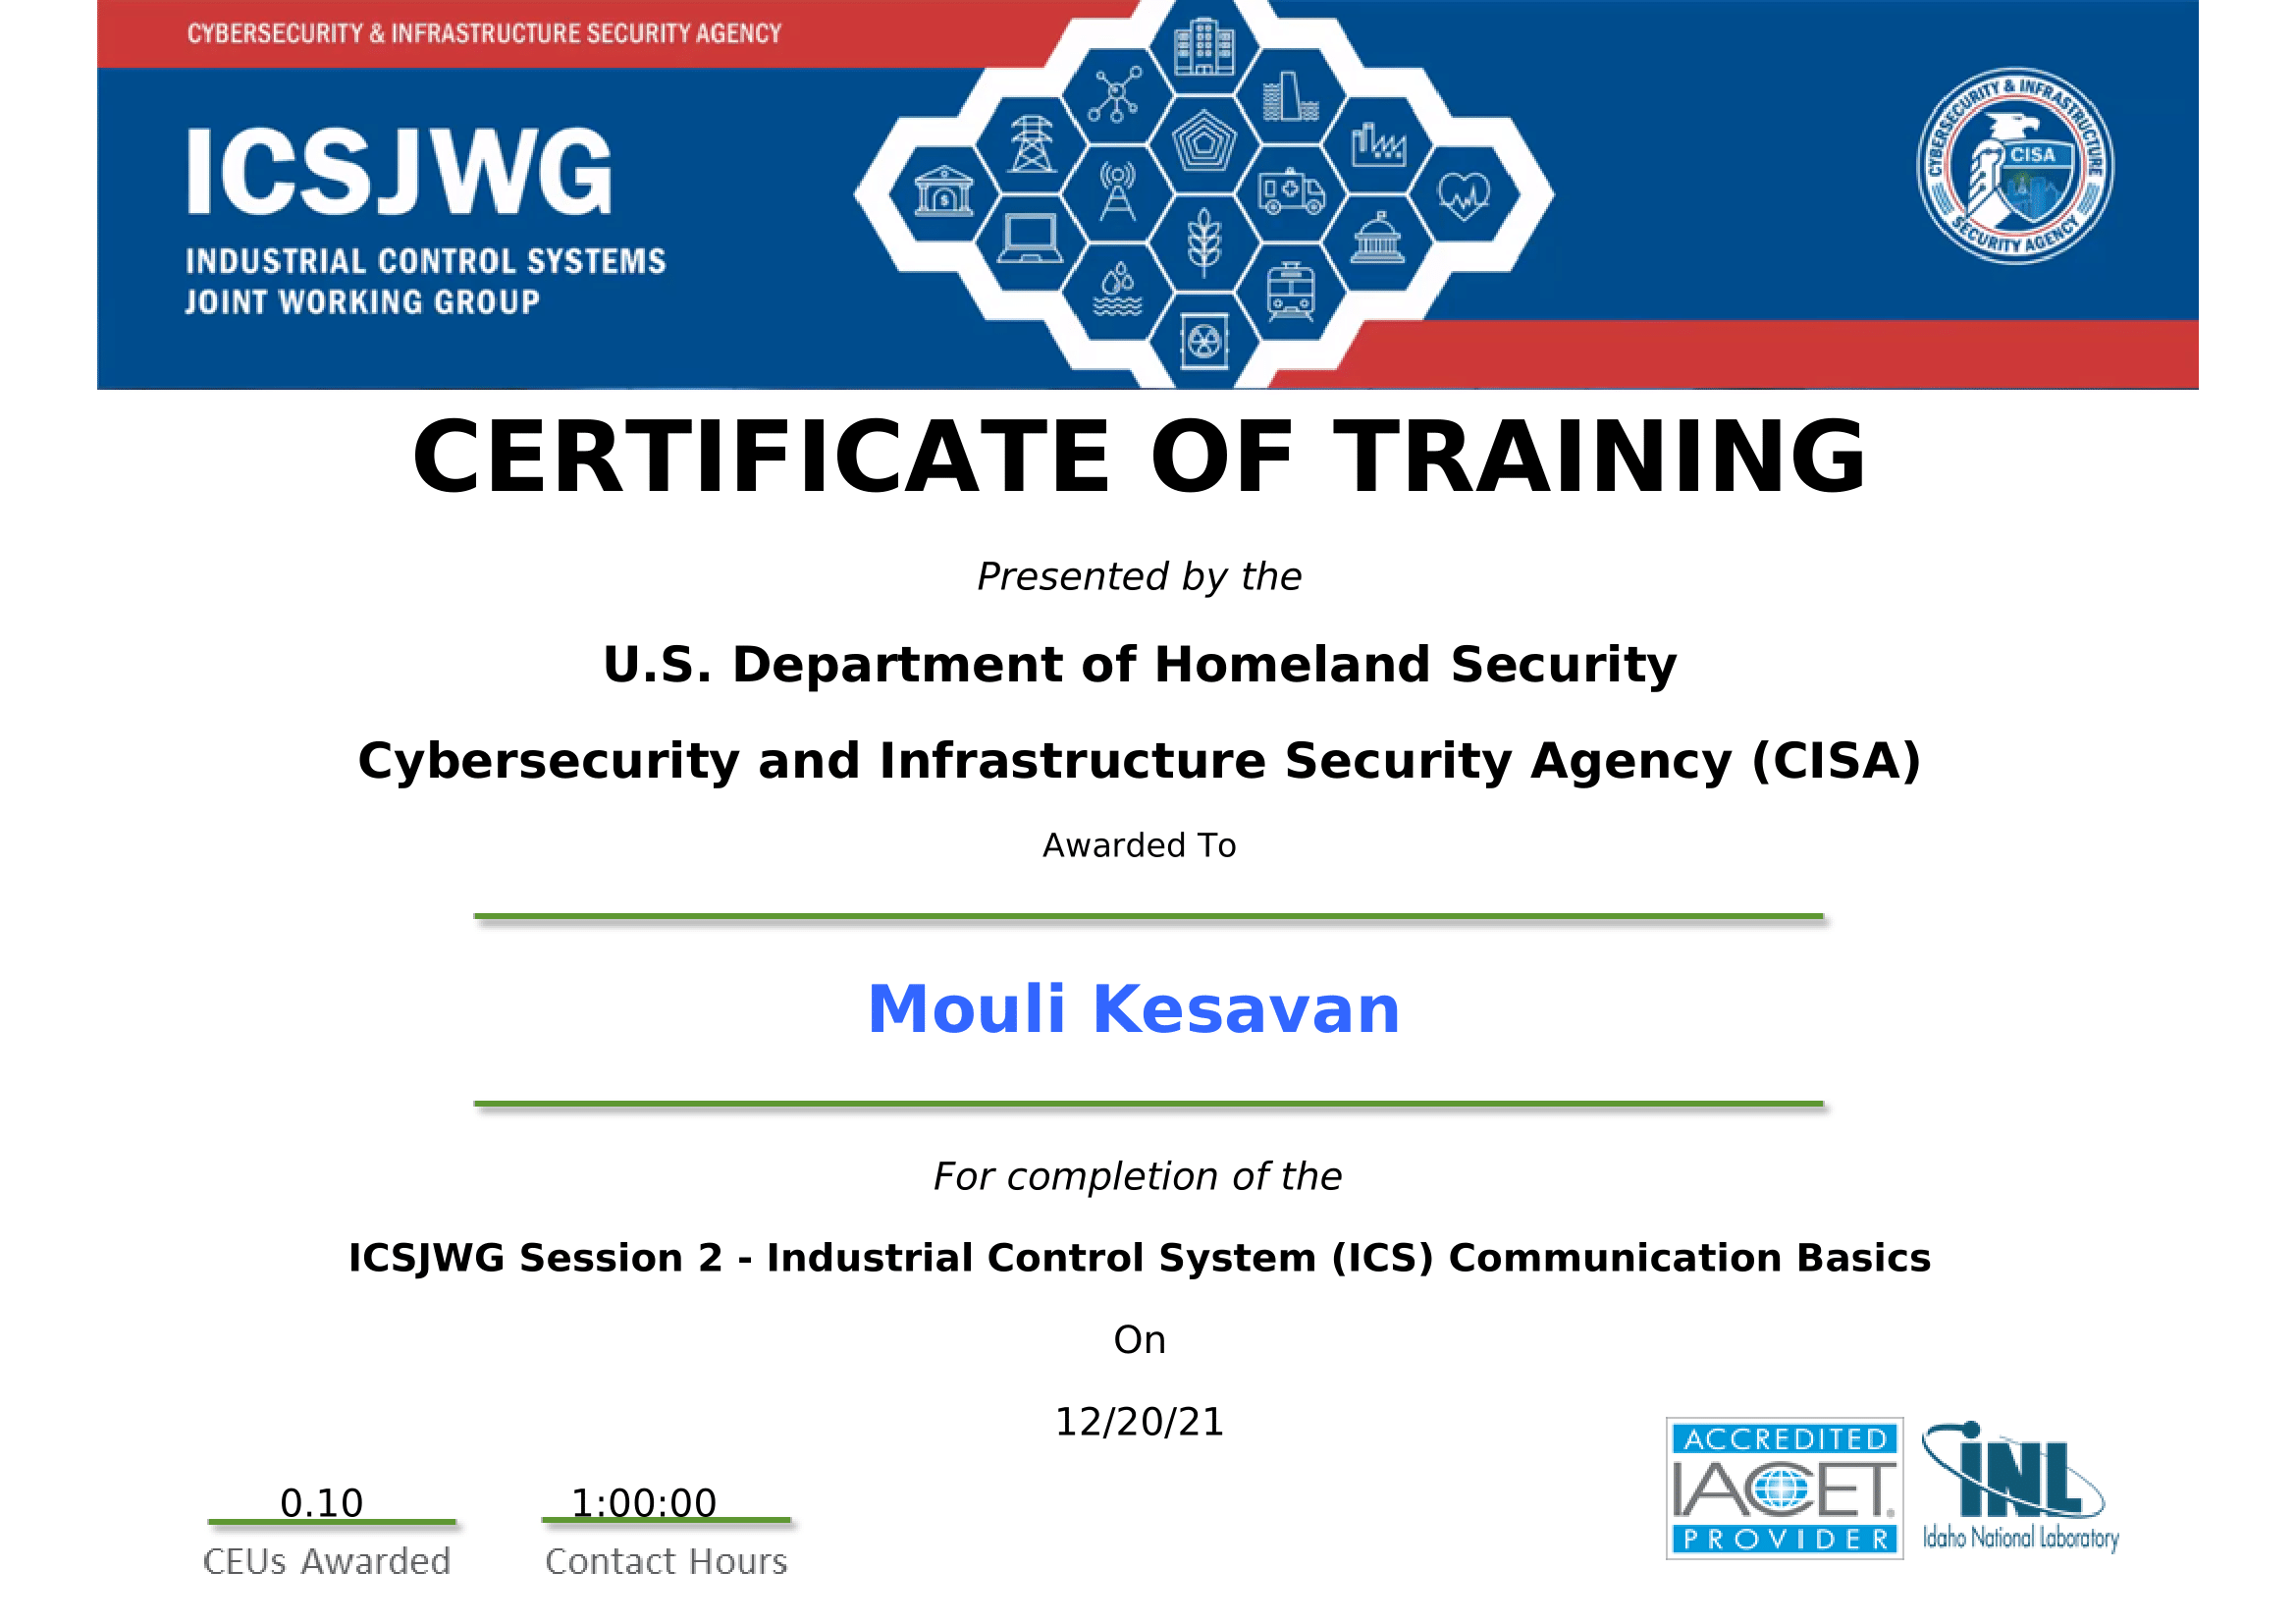 CYBERSECURITY & INFRASTRUCTURE SECURITY AGENCY
ICSJWG
INDUSTRIAL CONTROL SYSTEMS
JOINT WORKING GROUP
CYBERSECURITY & INFRASTRUCTURE
CISA
SECURITY AGENCY
CERTIFICATE OF TRAINING
Presented by the
U.S. Department of Homeland Security
Cybersecurity and Infrastructure Security Agency (CISA)
Awarded To
Mouli Kesavan
For completion of the
ICSJWG Session 2 - Industrial Control System (ICS) Communication Basics
On
12/20/21
0.10
CEUs Awarded
1:00:00
Contact Hours
ACCREDITED
IACET®
PROVIDER
INL
Idaho National Laboratory